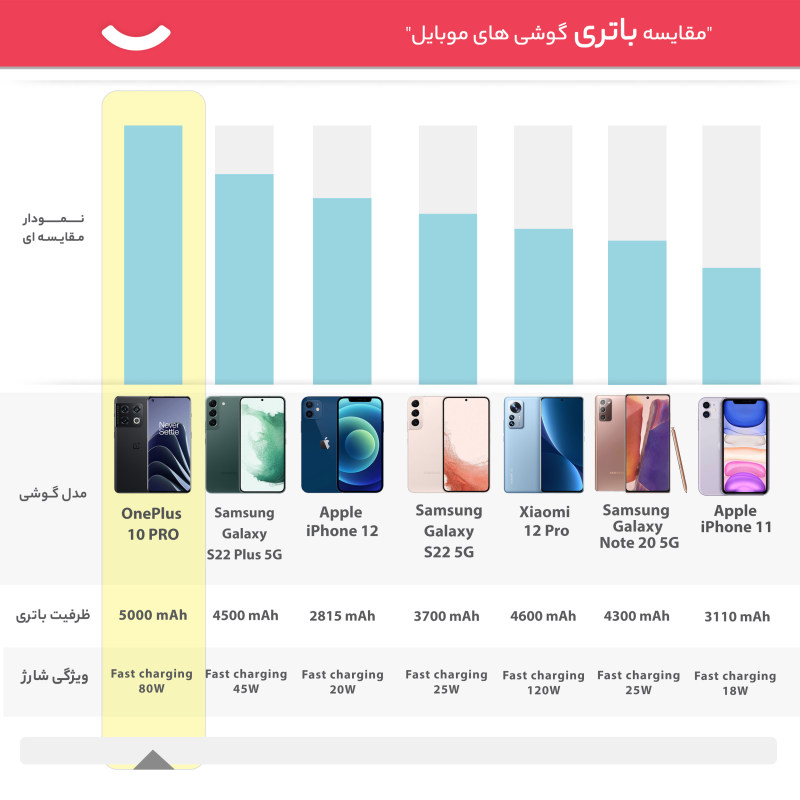 "مقایسه باتری گوشی های موبایل"
نـــمـــودار
مقایسه ای
Never
Settle
مدل گوشی
OnePlus
10 PRO
Samsung
Galaxy
S22 Plus 5G
Apple
iPhone 12
Samsung
Galaxy
S22 5G
Xiaomi
12 Pro
Samsung
Galaxy
Note 20 5G
Apple
iPhone 11
ظرفیت باتری
5000 mAh
4500 mAh
2815 mAh
3700 mAh
4600 mAh
4300 mAh
3110 mAh
ویژگی شارژ
Fast charging
80W
Fast charging
45W
Fast charging
20W
Fast charging
25W
Fast charging
120W
Fast charging
25W
Fast charging
18W